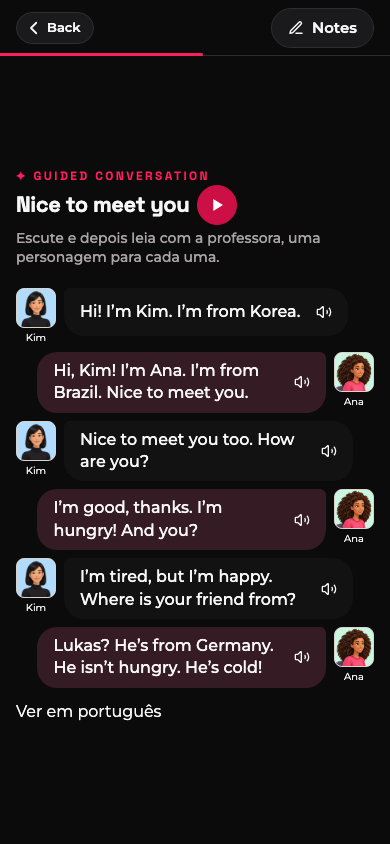 Back
Notes
GUIDED CONVERSATION
Nice to meet you
Escute e depois leia com a professora, uma
personagem para cada uma.
Hi! I’m Kim. I’m from Korea.
Kim
Hi, Kim! I’m Ana. I’m from
Brazil. Nice to meet you.
Ana
Nice to meet you too. How
are you?
Kim
I’m good, thanks. I’m
hungry! And you?
Ana
I’m tired, but I’m happy.
Where is your friend from?
Kim
Lukas? He’s from Germany.
He isn’t hungry. He’s cold!
Ana
Ver em português